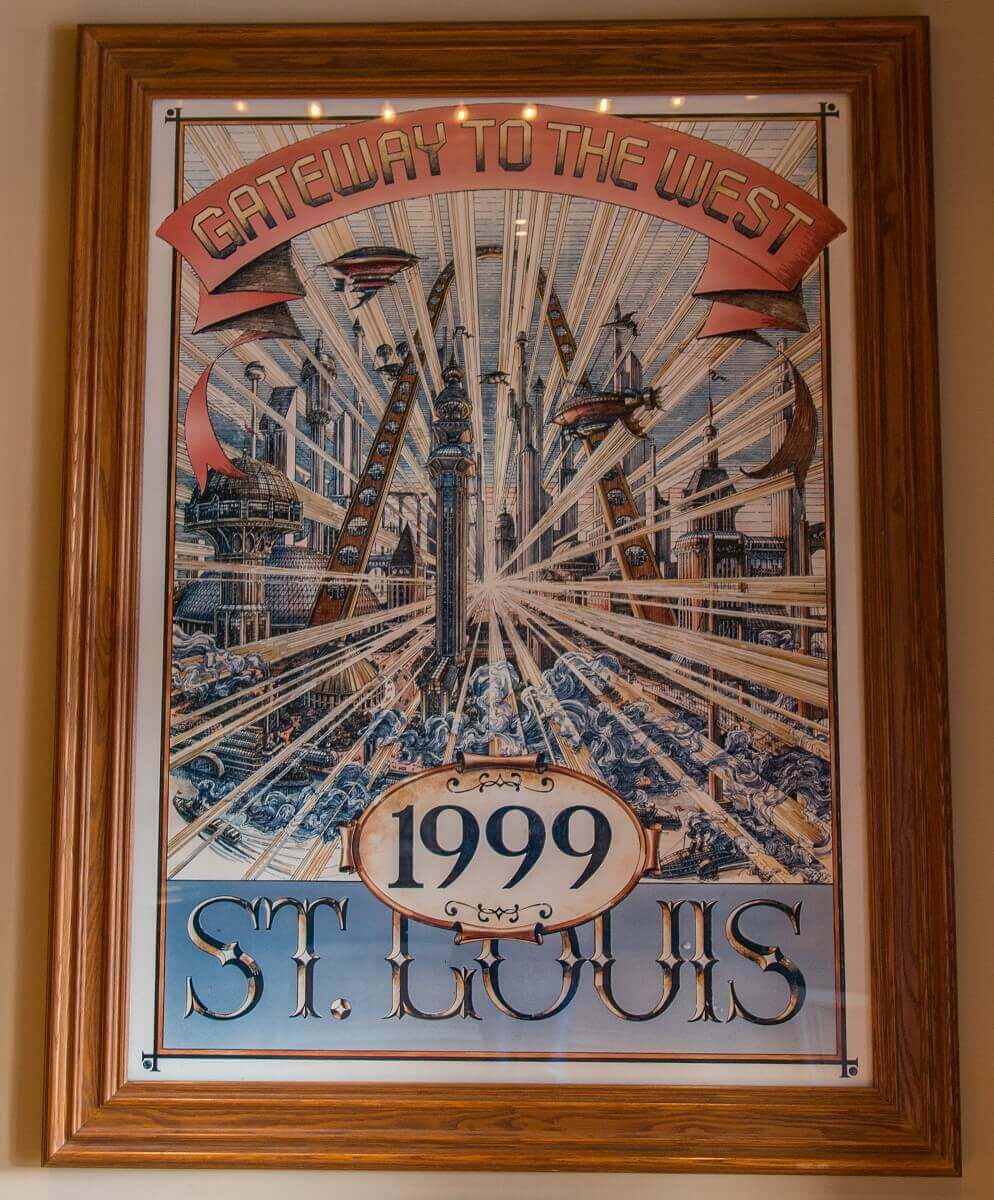 GATEWAY TO THE WEST
1999
ST. LOUIS